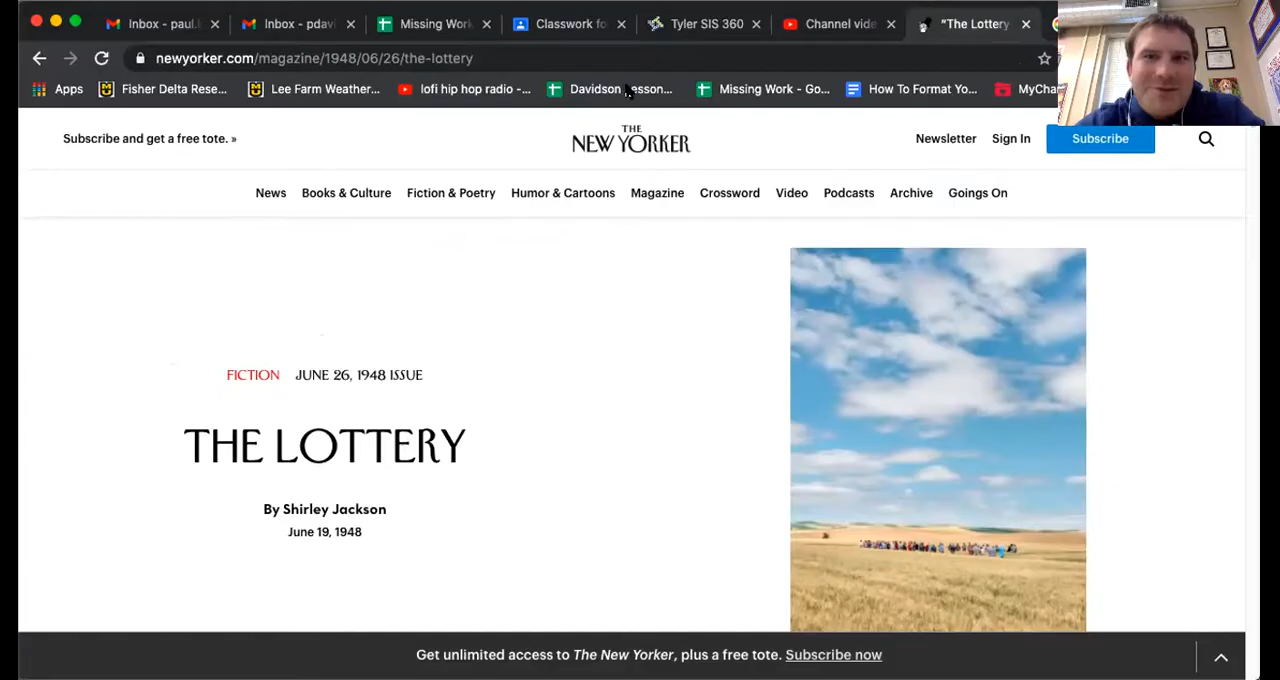 Inbox - paul.
Inbox - pdavi
Missing Work
Classwork fo
Tyler SIS 360
Channel vide
"The Lottery
newyorker.com/magazine/1948/06/26/the-lottery
Apps
Fisher Delta Rese...
Lee Farm Weather...
lofi hip hop radio -...
Davidson Lesson...
Missing Work - Go...
How To Format Yo...
MyCha
Subscribe and get a free tote. »
THE
NEW YORKER
Newsletter
Sign In
Subscribe
News
Books & Culture
Fiction & Poetry
Humor & Cartoons
Magazine
Crossword
Video
Podcasts
Archive
Goings On
FICTION JUNE 26, 1948 ISSUE
THE LOTTERY
By Shirley Jackson
June 19, 1948
Get unlimited access to The New Yorker, plus a free tote. Subscribe now